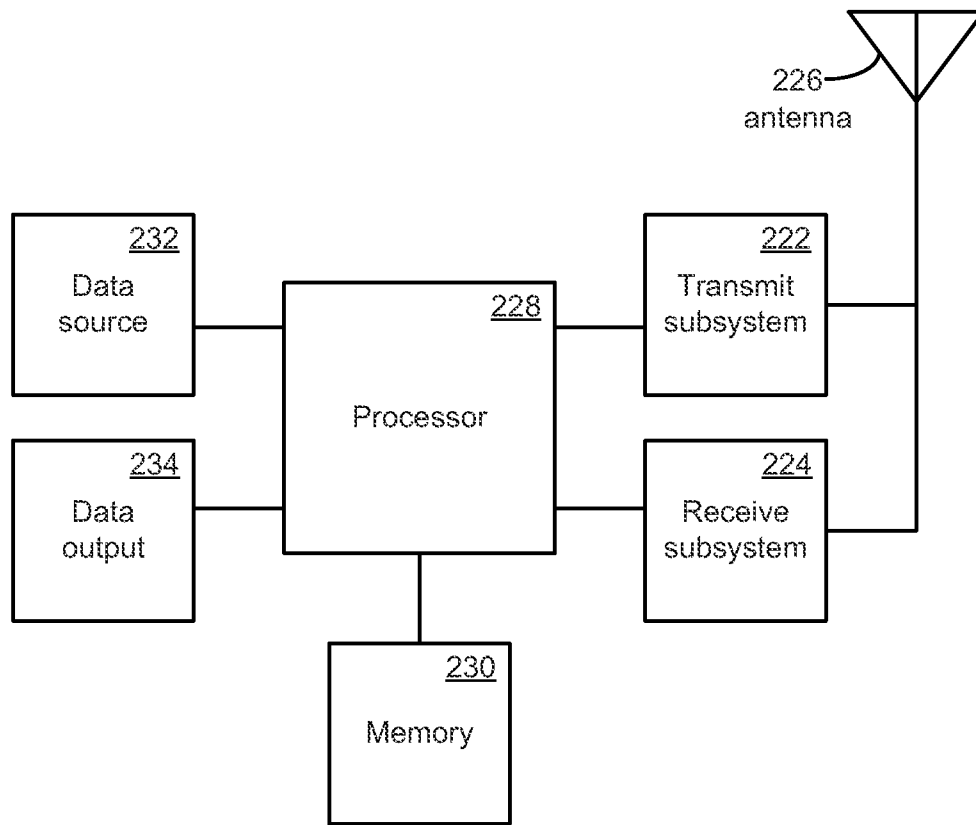 226
antenna
232
Data
source
228
Processor
222
Transmit
subsystem
234
Data
output
224
Receive
subsystem
230
Memory